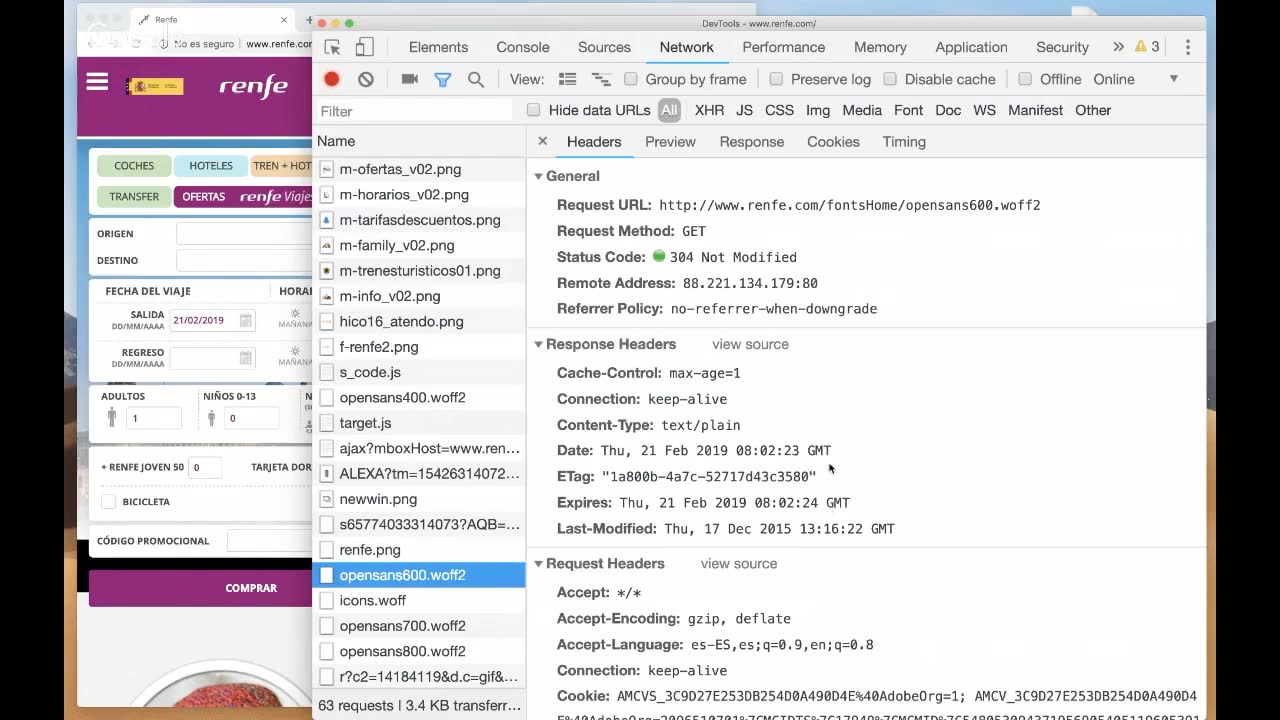 Renfe
DevTools - www.renfe.com/
No es seguro
www.renfe.com
Elements Console Sources Network Performance Memory Application Security » 3
View: Group by frame Preserve log Disable cache Offline Online
Filter Hide data URLs All XHR JS CSS Img Media Font Doc WS Manifest Other
renfe
Name
Headers Preview Response Cookies Timing
COCHES HOTELES TREN + HOT
TRANSFER OFERTAS renfe Viajes
ORIGEN
DESTINO
FECHA DEL VIAJE HORA
SALIDA
DD/MM/AAAA
21/02/2019
MAÑANA
REGRESO
DD/MM/AAAA
MAÑANA
ADULTOS NIÑOS 0-13 N
1 0
+ RENFE JOVEN 50 0 TARJETA DOR
BICICLETA
CÓDIGO PROMOCIONAL
COMPRAR
m-ofertas_v02.png
m-horarios_v02.png
m-tarifasdescuentos.png
m-family_v02.png
m-trenesturisticos01.png
m-info_v02.png
hico16_atendo.png
f-renfe2.png
s_code.js
opensans400.woff2
target.js
ajax?mboxHost=www.ren…
ALEXA?tm=15426314072…
newwin.png
s65774033314073?AQB=…
renfe.png
opensans600.woff2
icons.woff
opensans700.woff2
opensans800.woff2
r?c2=14184119&d.c=gif&…
63 requests | 3.4 KB transferr…
General
Request URL: http://www.renfe.com/fontsHome/opensans600.woff2
Request Method: GET
Status Code: 304 Not Modified
Remote Address: 88.221.134.179:80
Referrer Policy: no-referrer-when-downgrade
Response Headers view source
Cache-Control: max-age=1
Connection: keep-alive
Content-Type: text/plain
Date: Thu, 21 Feb 2019 08:02:23 GMT
ETag: "1a800b-4a7c-52717d43c3580"
Expires: Thu, 21 Feb 2019 08:02:24 GMT
Last-Modified: Thu, 17 Dec 2015 13:16:22 GMT
Request Headers view source
Accept: */*
Accept-Encoding: gzip, deflate
Accept-Language: es-ES,es;q=0.9,en;q=0.8
Connection: keep-alive
Cookie: AMCVS_3C9D27E253DB254D0A490D4E%40AdobeOrg=1; AMCV_3C9D27E253DB254D0A490D4